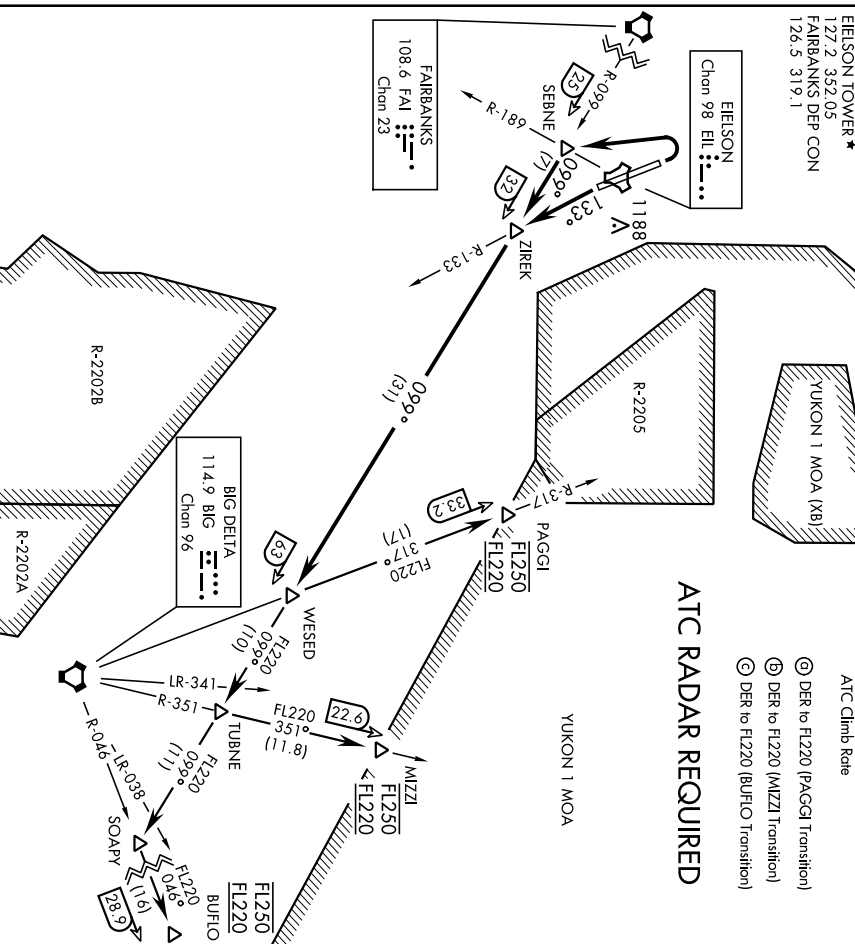 EIELSON TOWER★
127.2 352.05
FAIRBANKS DEP CON
126.5 319.1
EIELSON
Chan 98 EIL
FAIRBANKS
108.6 FAI
Chan 23
R-099
25
SEBNE
R-189
(7)
099°
32
133°
1188
ZIREK
R-133
099°
(31)
YUKON 1 MOA (XB)
R-2205
R-2202B
R-2202A
BIG DELTA
114.9 BIG
Chan 96
R-317
33.2
PAGGI
FL250
FL220
FL220
317°
(17)
63
WESED
FL220
099°
(10)
LR-341
R-351
TUBNE
FL220
351°
(11.8)
22.6
MIZZI
FL250
FL220
FL220
099°
(11)
R-046
LR-038
SOAPY
FL220
046°
(16)
28.9
BUFLO
FL250
FL220
YUKON 1 MOA
ATC RADAR REQUIRED
ATC Climb Rate
ⓐ DER to FL220 (PAGGI Transition)
ⓑ DER to FL220 (MIZZI Transition)
ⓒ DER to FL220 (BUFLO Transition)